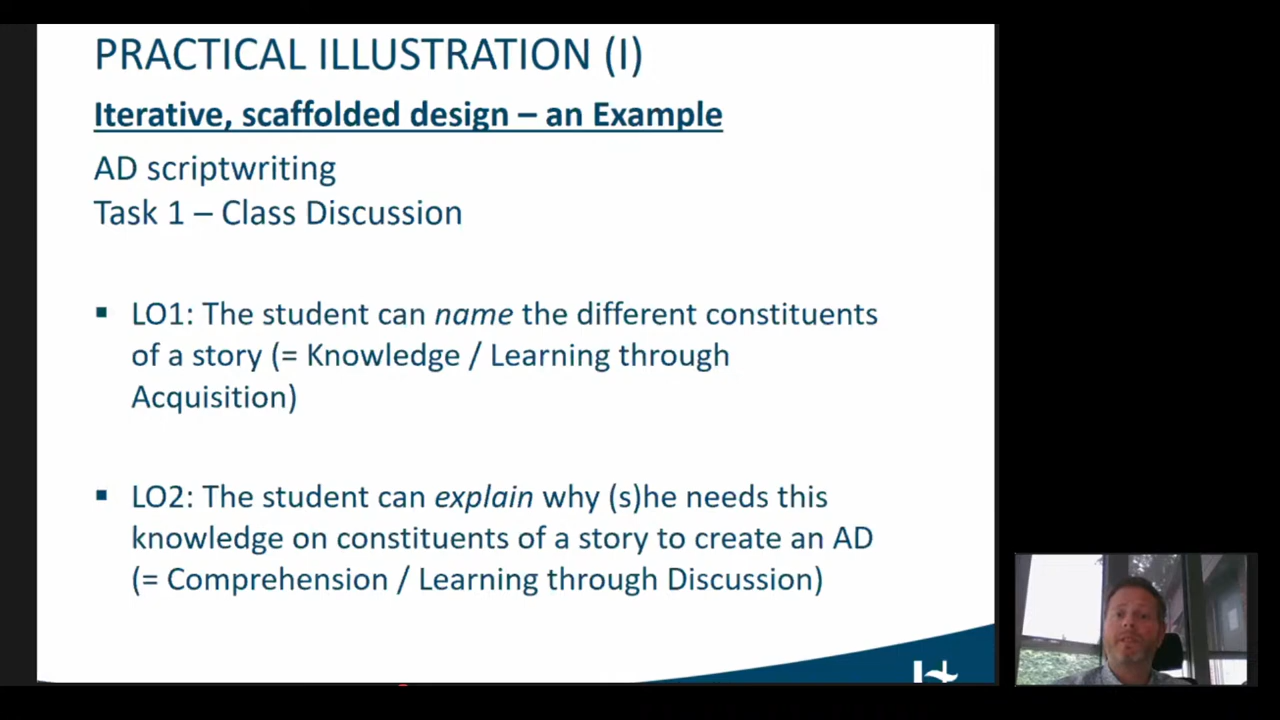 PRACTICAL ILLUSTRATION (I)
Iterative, scaffolded design – an Example
AD scriptwriting
Task 1 – Class Discussion
▪ LO1: The student can name the different constituents
of a story (= Knowledge / Learning through
Acquisition)
▪ LO2: The student can explain why (s)he needs this
knowledge on constituents of a story to create an AD
(= Comprehension / Learning through Discussion)